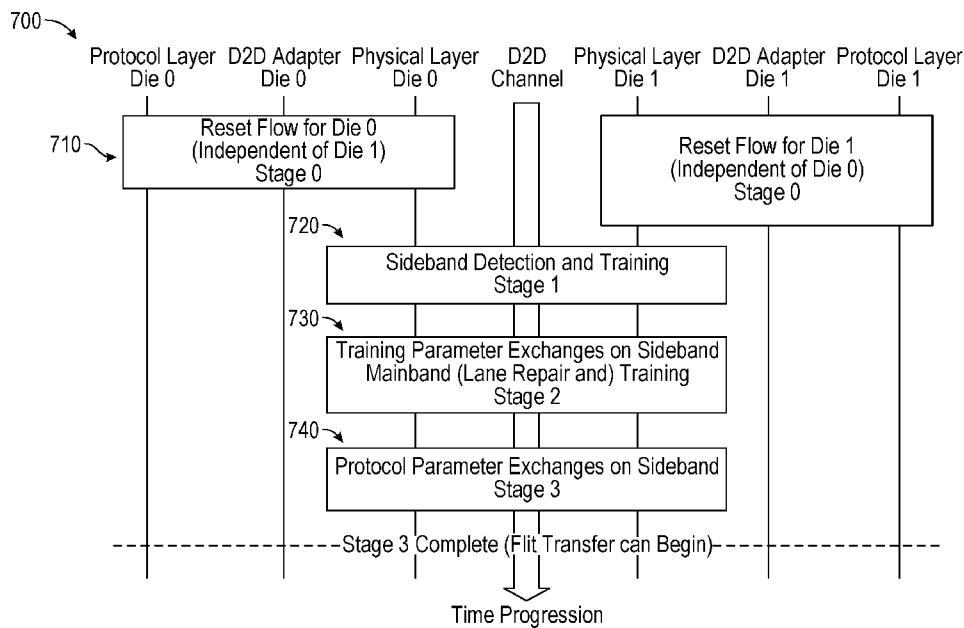 700
Protocol Layer Die 0
D2D Adapter Die 0
Physical Layer Die 0
D2D Channel
Physical Layer Die 1
D2D Adapter Die 1
Protocol Layer Die 1
710
Reset Flow for Die 0
(Independent of Die 1)
Stage 0
Reset Flow for Die 1
(Independent of Die 0)
Stage 0
720
Sideband Detection and Training
Stage 1
730
Training Parameter Exchanges on Sideband
Mainband (Lane Repair and) Training
Stage 2
740
Protocol Parameter Exchanges on Sideband
Stage 3
Stage 3 Complete (Flit Transfer can Begin)
Time Progression